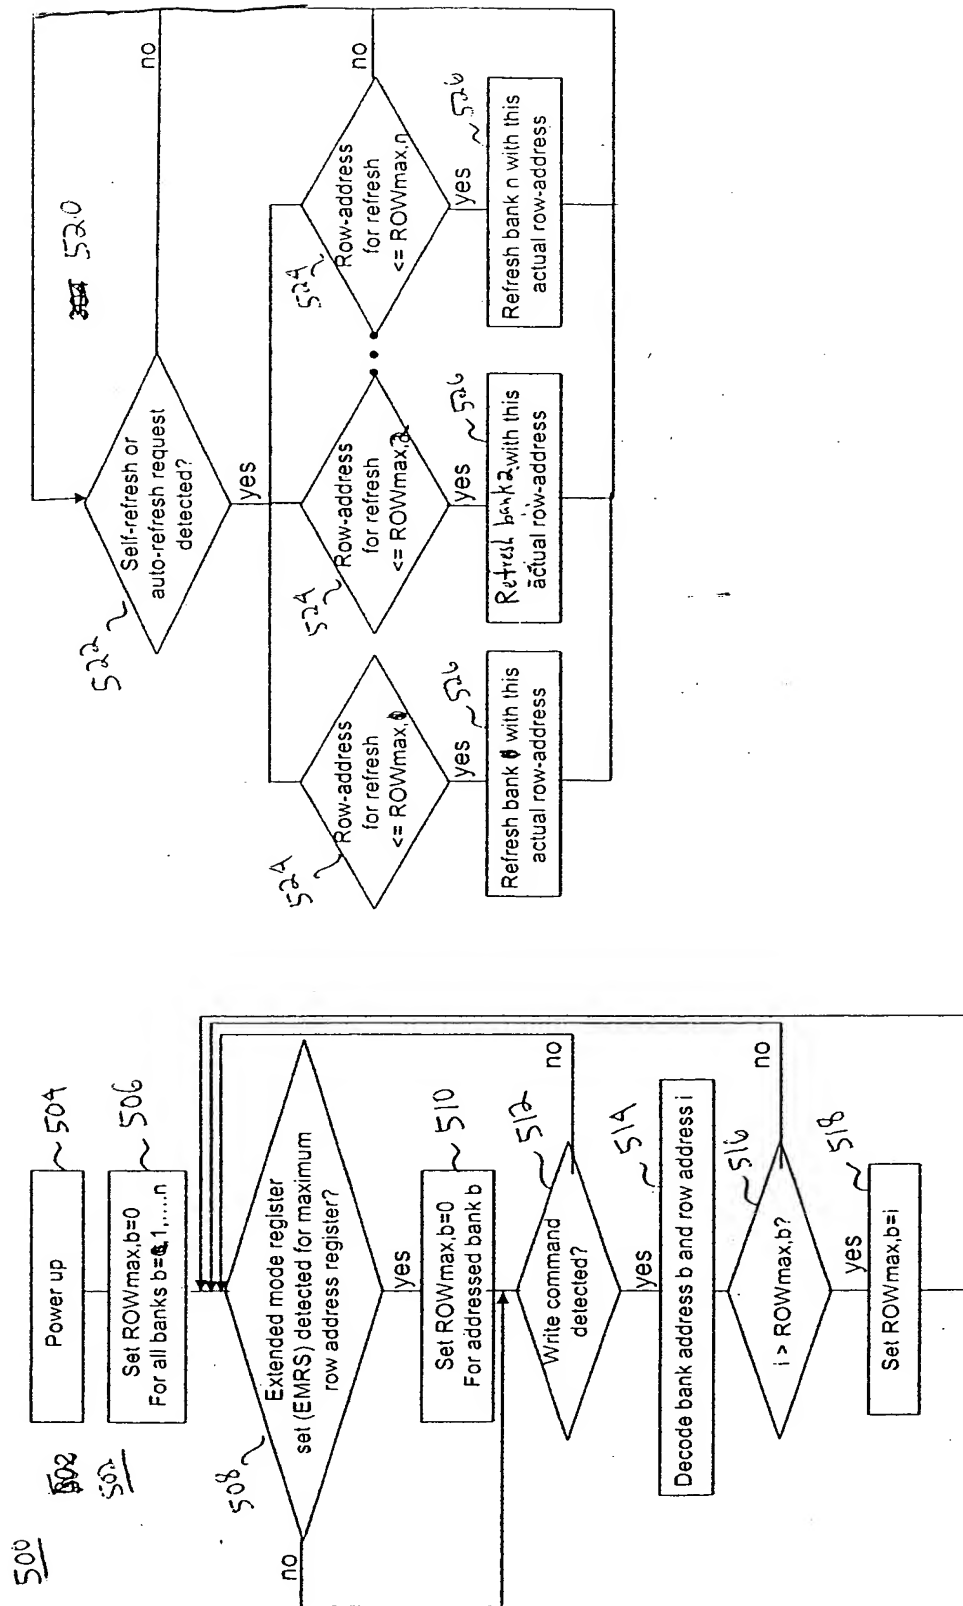 500
502
502
Power up
504
Set ROWmax,b=0
For all banks b=1,....n
506
Extended mode register
set (EMRS) detected for maximum
row address register?
508
no
yes
Set ROWmax,b=0
For addressed bank b
510
Write command
detected?
512
no
yes
Decode bank address b and row address i
514
i > ROWmax,b?
516
no
yes
Set ROWmax,b=i
518
520
Self-refresh or
auto-refresh request
detected?
522
no
yes
Row-address
for refresh
<= ROWmax,
524
yes
Refresh bank with this
actual row-address
526
Row-address
for refresh
<= ROWmax,2
524
yes
Refresh bank 2 with this
actual row-address
526
Row-address
for refresh
<= ROWmax,n
524
no
yes
Refresh bank n with this
actual row-address
526